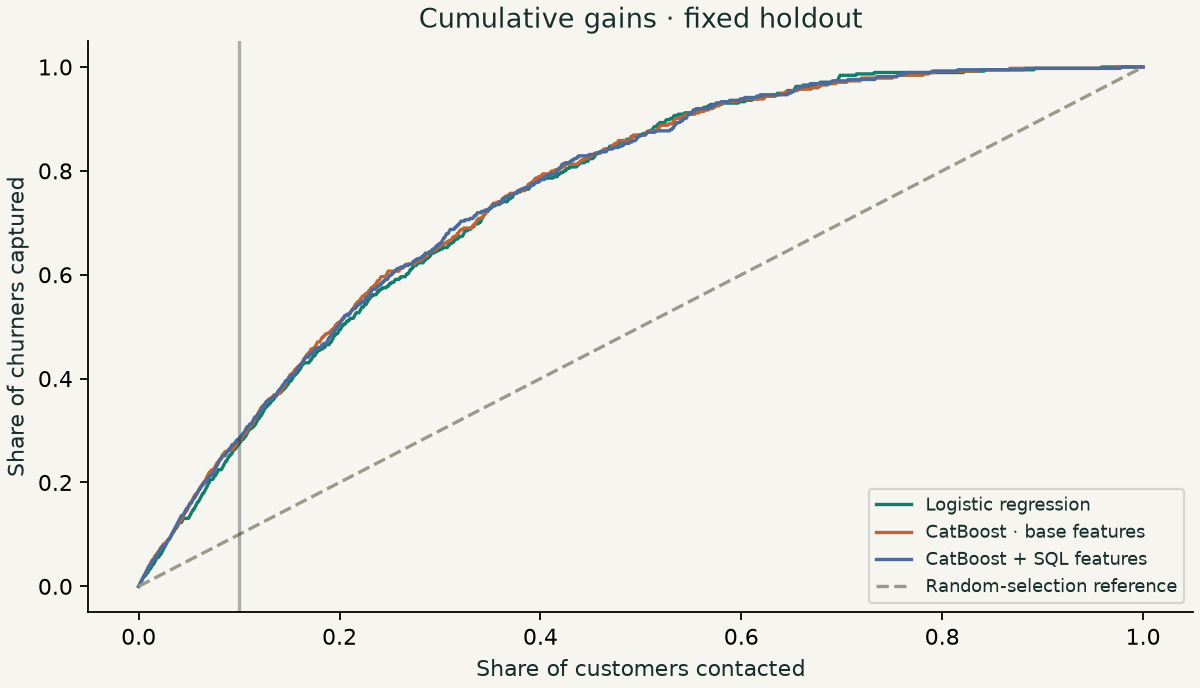 Cumulative gains · fixed holdout
Share of churners captured
1.0
0.8
0.6
0.4
0.2
0.0
0.0 0.2 0.4 0.6 0.8 1.0
Share of customers contacted
Logistic regression
CatBoost · base features
CatBoost + SQL features
Random-selection reference